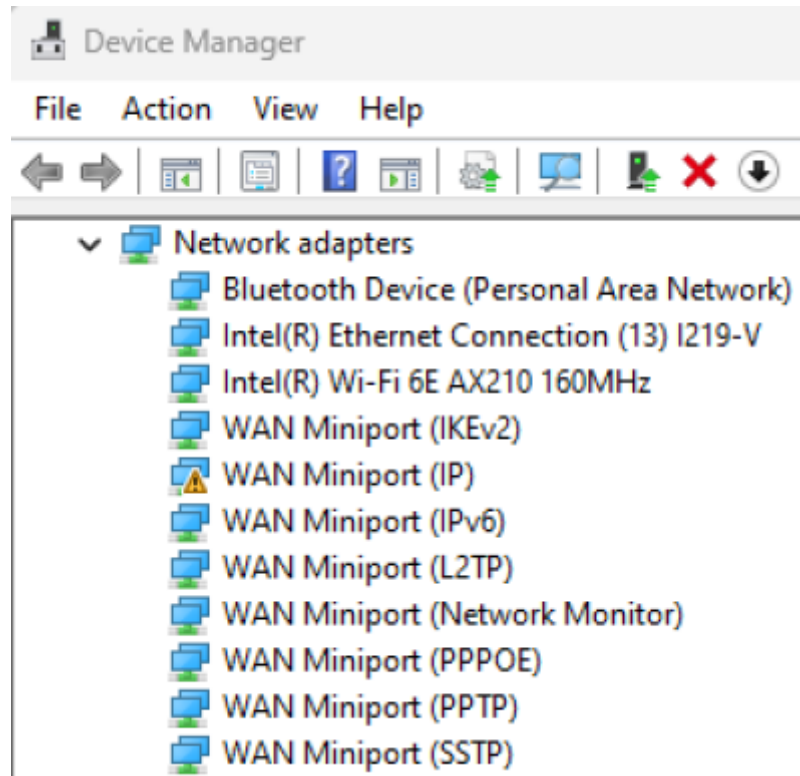 Device Manager
File Action View Help
?
Network adapters
Bluetooth Device (Personal Area Network)
Intel(R) Ethernet Connection (13) I219-V
Intel(R) Wi-Fi 6E AX210 160MHz
WAN Miniport (IKEv2)
WAN Miniport (IP)
WAN Miniport (IPv6)
WAN Miniport (L2TP)
WAN Miniport (Network Monitor)
WAN Miniport (PPPOE)
WAN Miniport (PPTP)
WAN Miniport (SSTP)